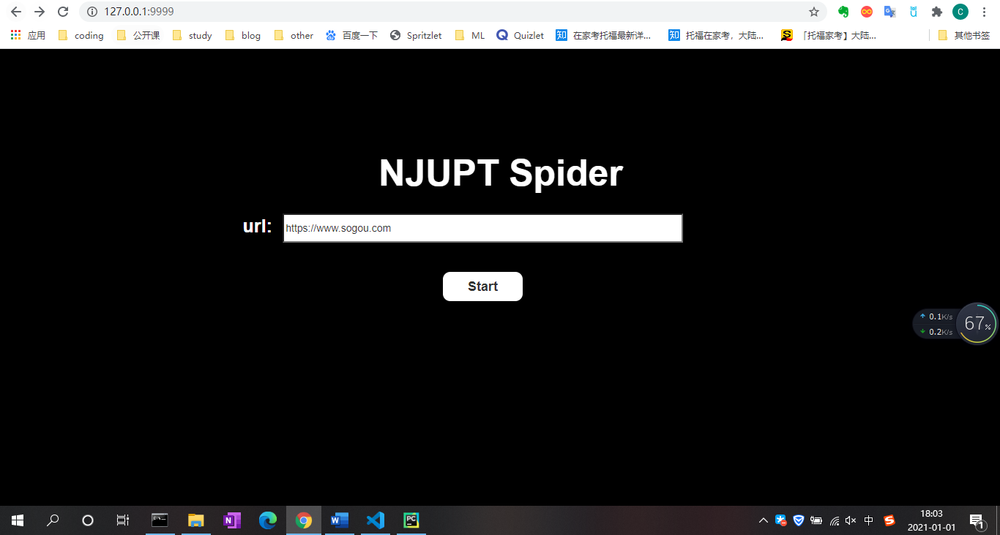 127.0.0.1:9999
C
应用 coding 公开课 study blog other 百度一下 Spritzlet ML Quizlet 知 在家考托福最新详... 知 托福在家考，大陆... 「托福家考】大陆... 其他书签
NJUPT Spider
url: https://www.sogou.com
Start
0.1K/s
67%
0.2K/s
中
18:03
2021-01-01
1